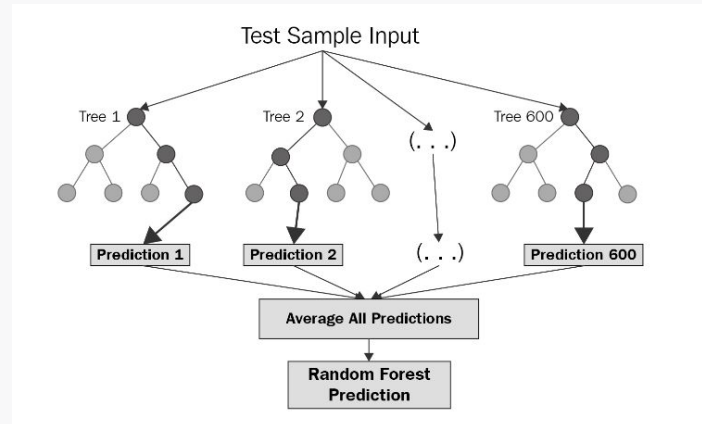 Test Sample Input
Tree 1
Tree 2
(. . .)
Tree 600
Prediction 1
Prediction 2
(. . .)
Prediction 600
Average All Predictions
Random Forest
Prediction